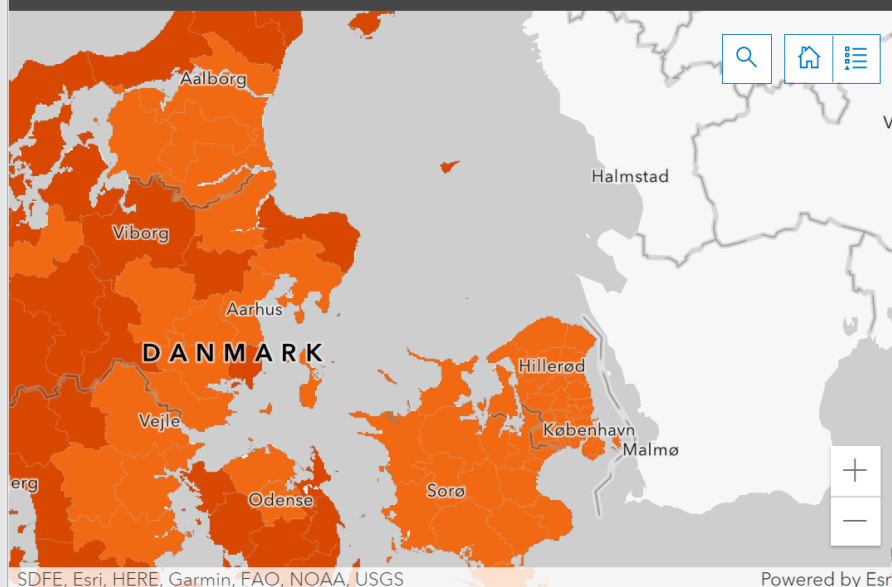 Aalborg
Halmstad
Viborg
Aarhus
DANMARK
Hillerød
Vejle
København
Malmø
erg
Odense
Sorø
SDFE, Esri, HERE, Garmin, FAO, NOAA, USGS
Powered by Esri